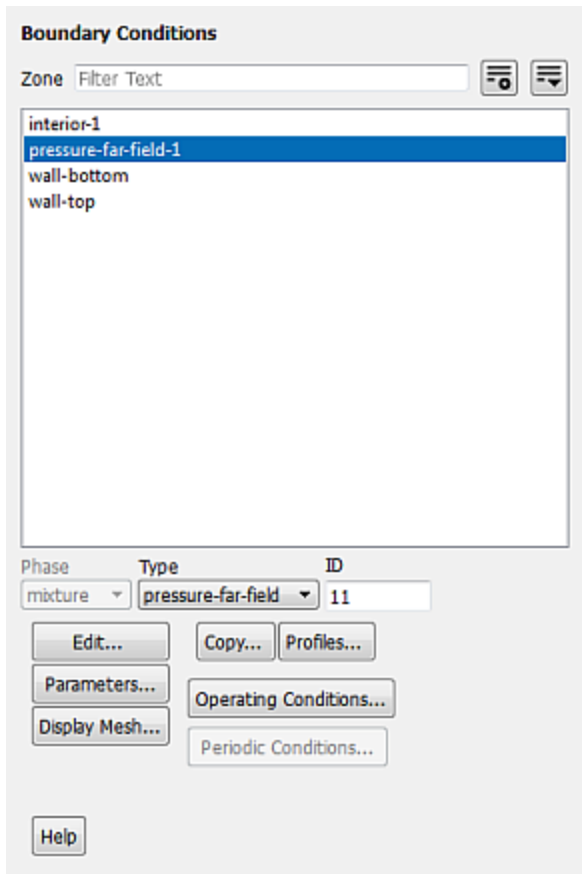 Boundary Conditions
Zone Filter Text
interior-1
pressure-far-field-1
wall-bottom
wall-top
Phase Type ID
mixture pressure-far-field 11
Edit... Copy... Profiles...
Parameters... Operating Conditions...
Display Mesh... Periodic Conditions...
Help